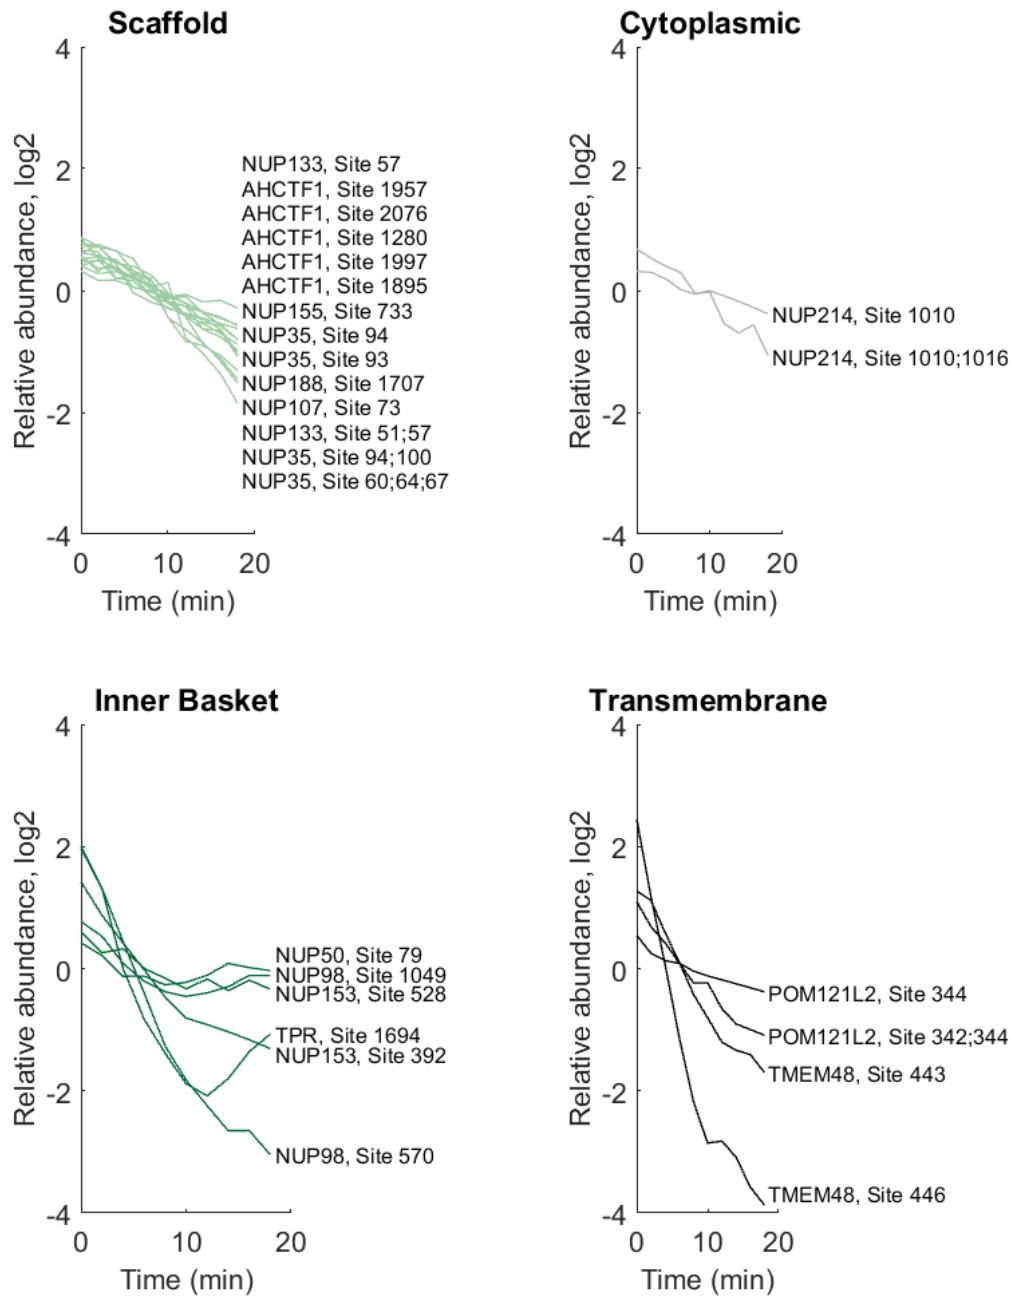 Scaffold
4
2
0
-2
-4
Relative abundance, log2
NUP133, Site 57
AHCTF1, Site 1957
AHCTF1, Site 2076
AHCTF1, Site 1280
AHCTF1, Site 1997
AHCTF1, Site 1895
NUP155, Site 733
NUP35, Site 94
NUP35, Site 93
NUP188, Site 1707
NUP107, Site 73
NUP133, Site 51;57
NUP35, Site 94;100
NUP35, Site 60;64;67
0 10 20
Time (min)
Cytoplasmic
4
2
0
-2
-4
Relative abundance, log2
NUP214, Site 1010
NUP214, Site 1010;1016
0 10 20
Time (min)
Inner Basket
4
2
0
-2
-4
Relative abundance, log2
NUP50, Site 79
NUP98, Site 1049
NUP153, Site 528
TPR, Site 1694
NUP153, Site 392
NUP98, Site 570
0 10 20
Time (min)
Transmembrane
4
2
0
-2
-4
Relative abundance, log2
POM121L2, Site 344
POM121L2, Site 342;344
TMEM48, Site 443
TMEM48, Site 446
0 10 20
Time (min)